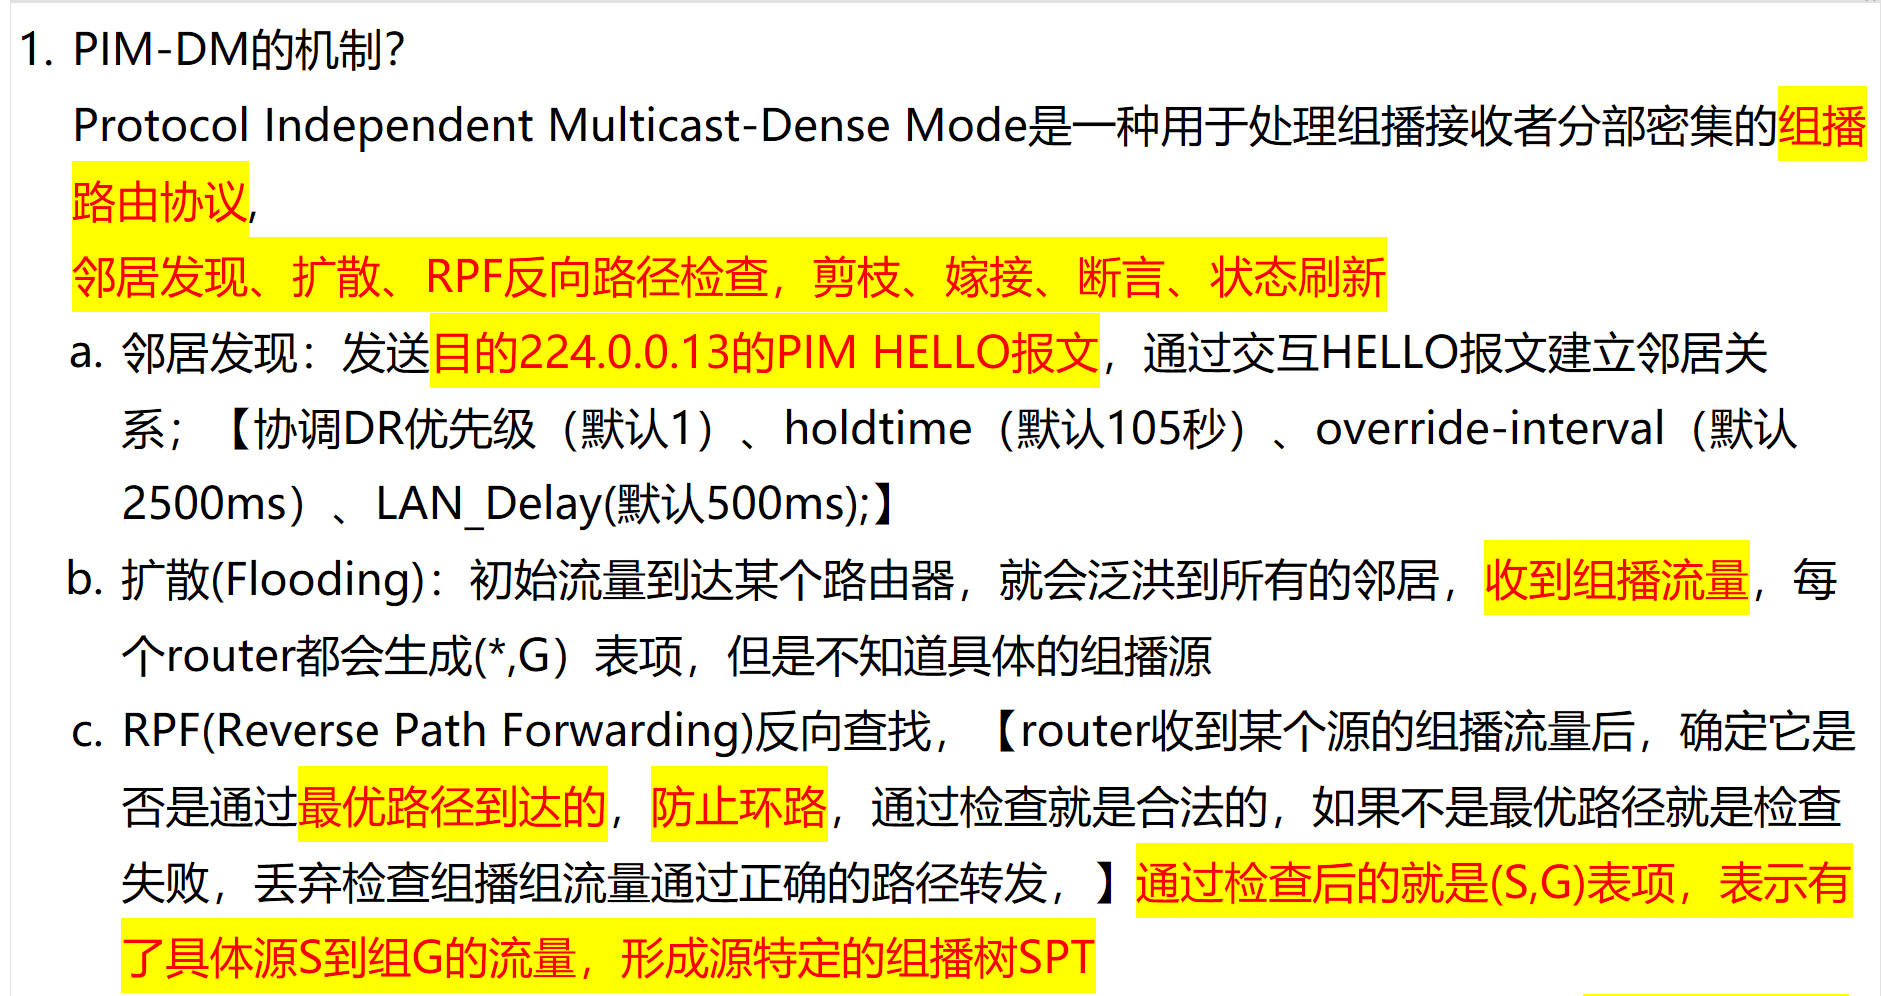 1. PIM-DM的机制?
Protocol Independent Multicast-Dense Mode是一种用于处理组播接收者分部密集的组播
路由协议,
邻居发现、扩散、RPF反向路径检查，剪枝、嫁接、断言、状态刷新
a. 邻居发现：发送目的224.0.0.13的PIM HELLO报文，通过交互HELLO报文建立邻居关
系；【协调DR优先级（默认1）、holdtime（默认105秒）、override-interval（默认
2500ms）、LAN_Delay(默认500ms);】
b. 扩散(Flooding)：初始流量到达某个路由器，就会泛洪到所有的邻居，收到组播流量，每
个router都会生成(*,G）表项，但是不知道具体的组播源
c. RPF(Reverse Path Forwarding)反向查找，【router收到某个源的组播流量后，确定它是
否是通过最优路径到达的，防止环路，通过检查就是合法的，如果不是最优路径就是检查
失败，丢弃检查组播组流量通过正确的路径转发，】通过检查后的就是(S,G)表项，表示有
了具体源S到组G的流量，形成源特定的组播树SPT